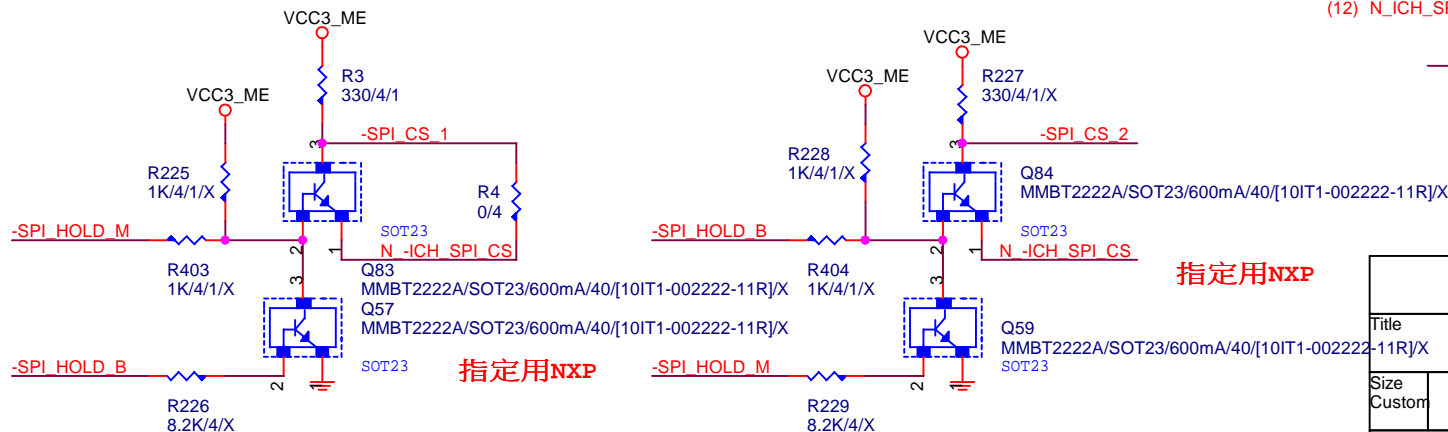 VCC3_ME
R3
330/4/1
VCC3_ME
-SPI_CS_1
3
R225
1K/4/1/X
R4
0/4
-SPI_HOLD_M
SOT23
2
1
N_-ICH_SPI_CS
R403
1K/4/1/X
Q83
MMBT2222A/SOT23/600mA/40/[10IT1-002222-11R]/X
3
Q57
MMBT2222A/SOT23/600mA/40/[10IT1-002222-11R]/X
-SPI_HOLD_B
SOT23
指定用NXP
2
1
R226
8.2K/4/X
(12) N_ICH_SP
VCC3_ME
R227
330/4/1/X
VCC3_ME
-SPI_CS_2
3
R228
1K/4/1/X
Q84
MMBT2222A/SOT23/600mA/40/[10IT1-002222-11R]/X
-SPI_HOLD_B
SOT23
2
1
N_-ICH_SPI_CS
R404
1K/4/1/X
指定用NXP
3
Q59
MMBT2222A/SOT23/600mA/40/[10IT1-002222-11R]/X
-SPI_HOLD_M
SOT23
2
1
R229
8.2K/4/X
Title
Size
Custom